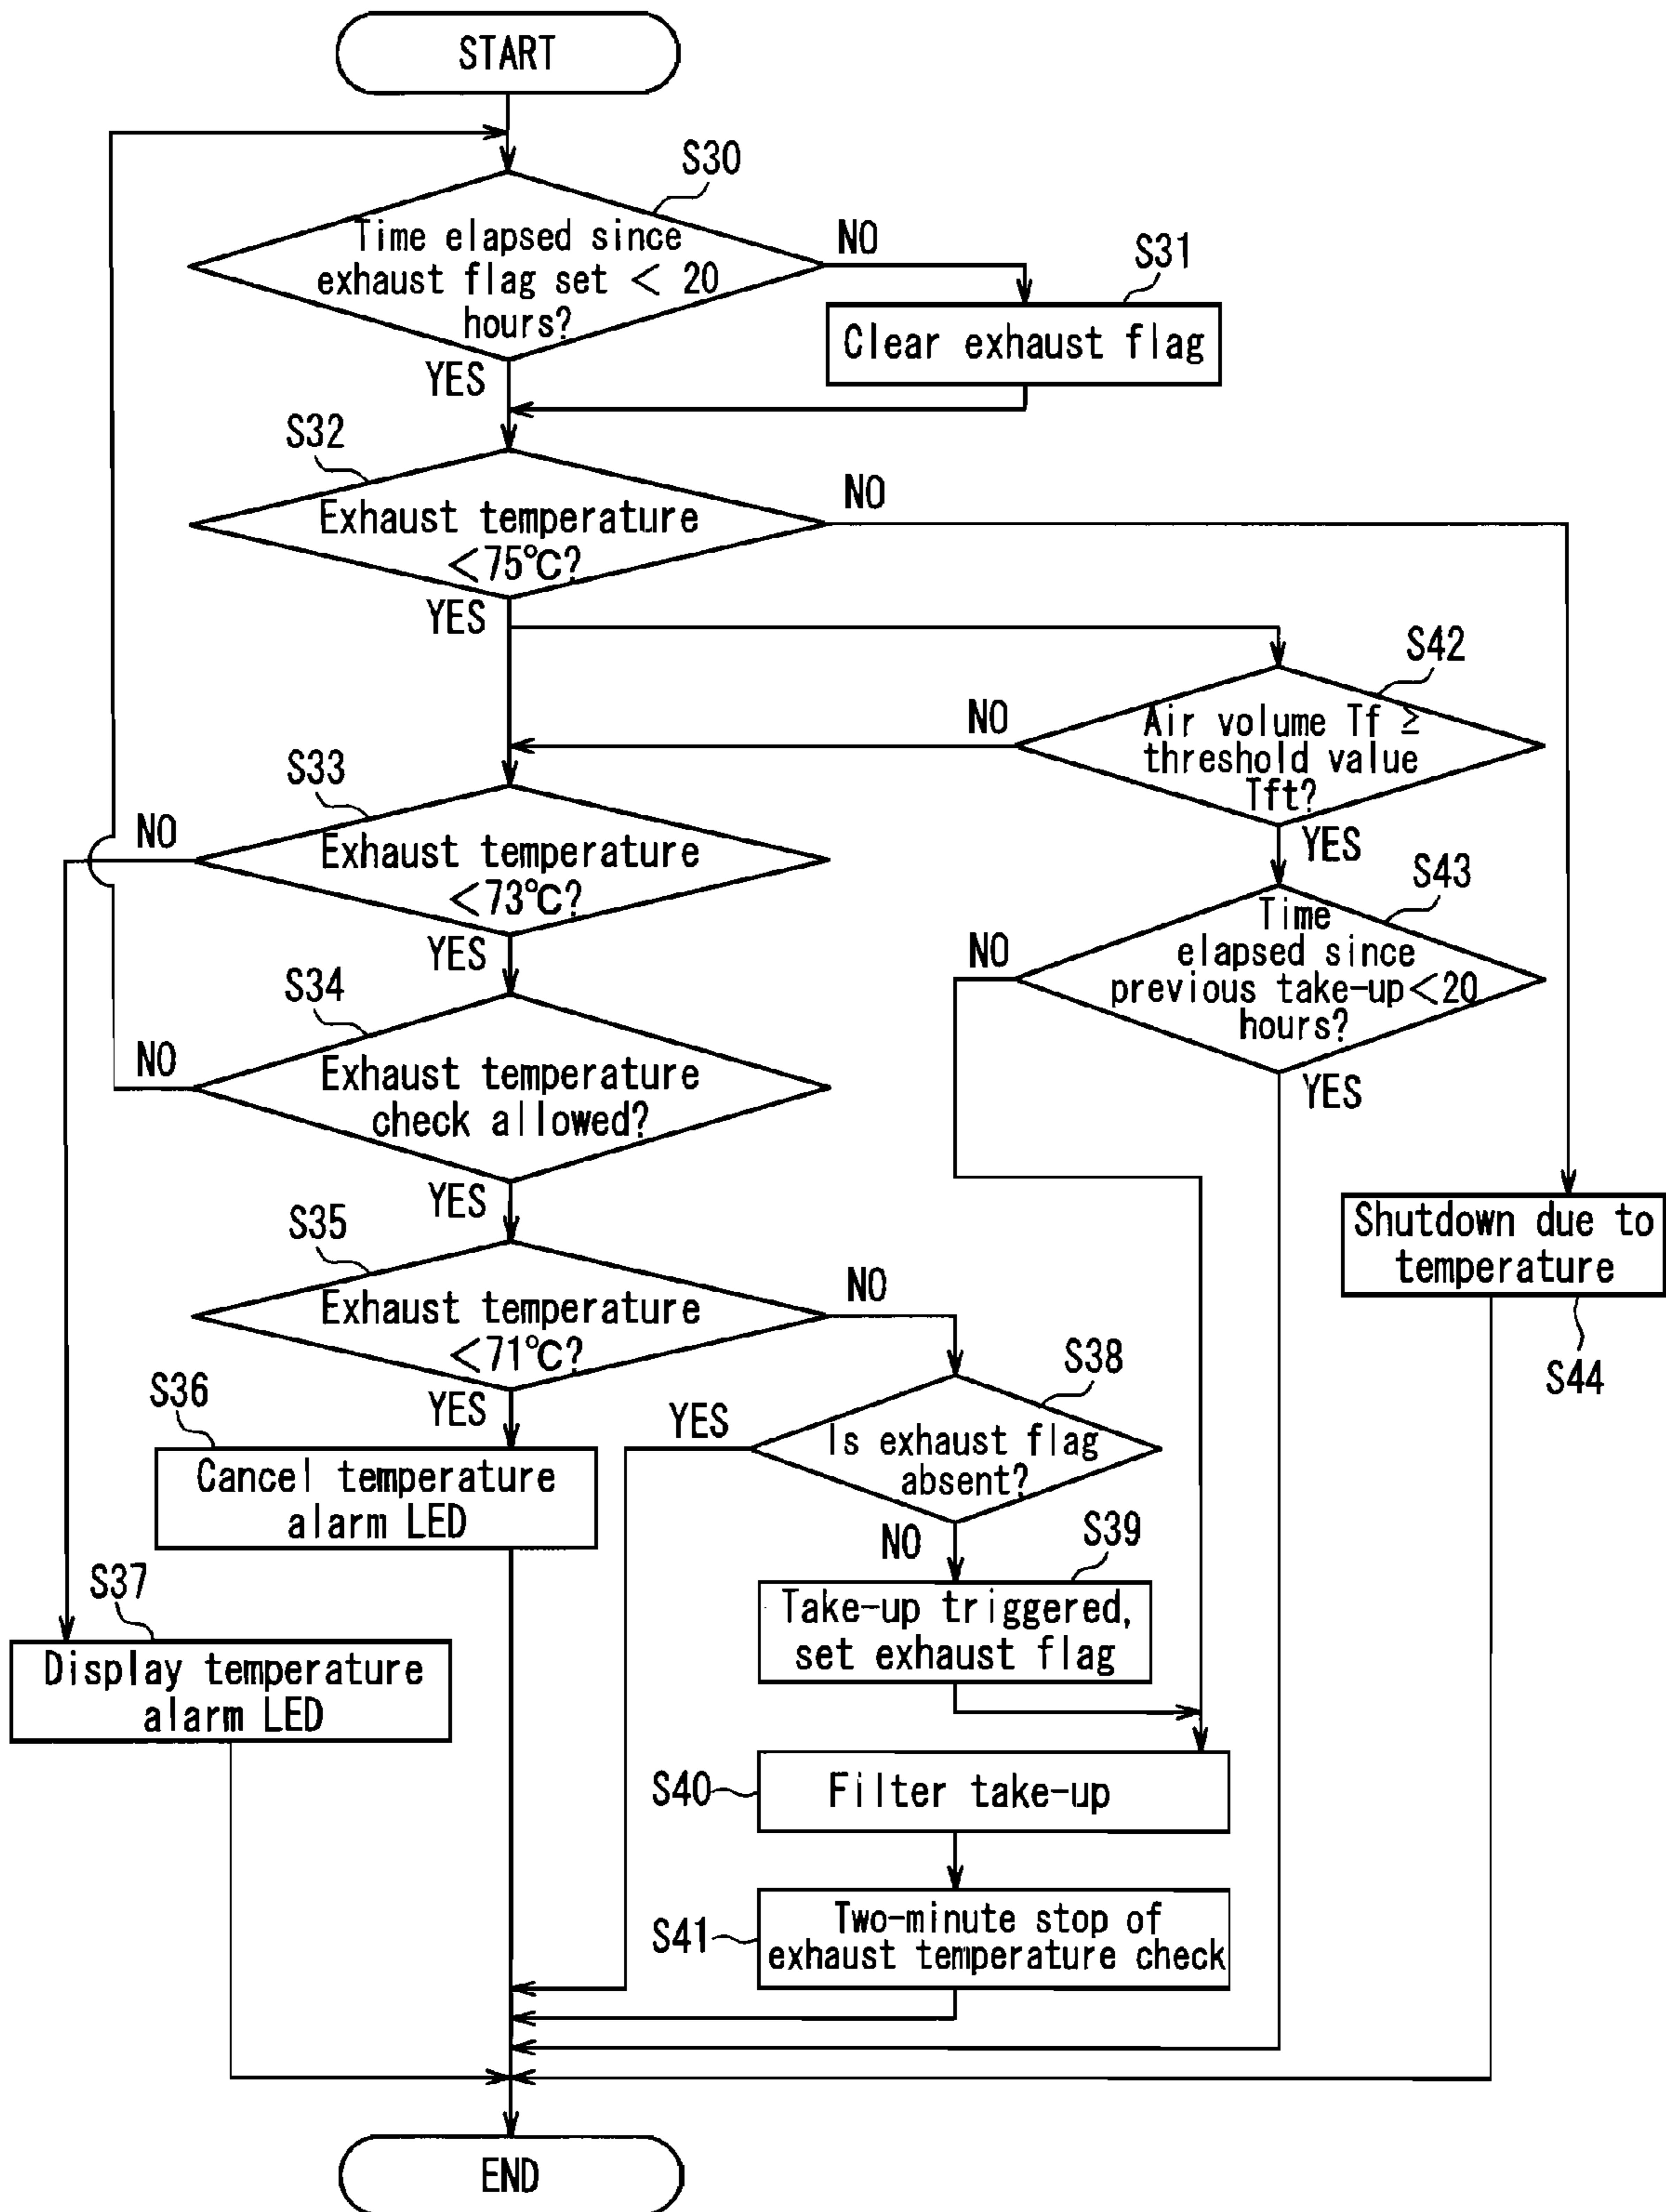 START
S30
Time elapsed since
exhaust flag set < 20
hours?
NO
YES
S31
Clear exhaust flag
S32
Exhaust temperature
<75℃?
NO
YES
S42
Air volume Tf ≥
threshold value
Tft?
NO
YES
S33
Exhaust temperature
<73℃?
NO
YES
S43
Time
elapsed since
previous take-up<20
hours?
NO
YES
S34
Exhaust temperature
check allowed?
NO
YES
S35
Exhaust temperature
<71℃?
NO
YES
Shutdown due to
temperature
S44
S36
Cancel temperature
alarm LED
S38
Is exhaust flag
absent?
YES
NO
S39
Take-up triggered,
set exhaust flag
S37
Display temperature
alarm LED
S40
Filter take-up
S41
Two-minute stop of
exhaust temperature check
END